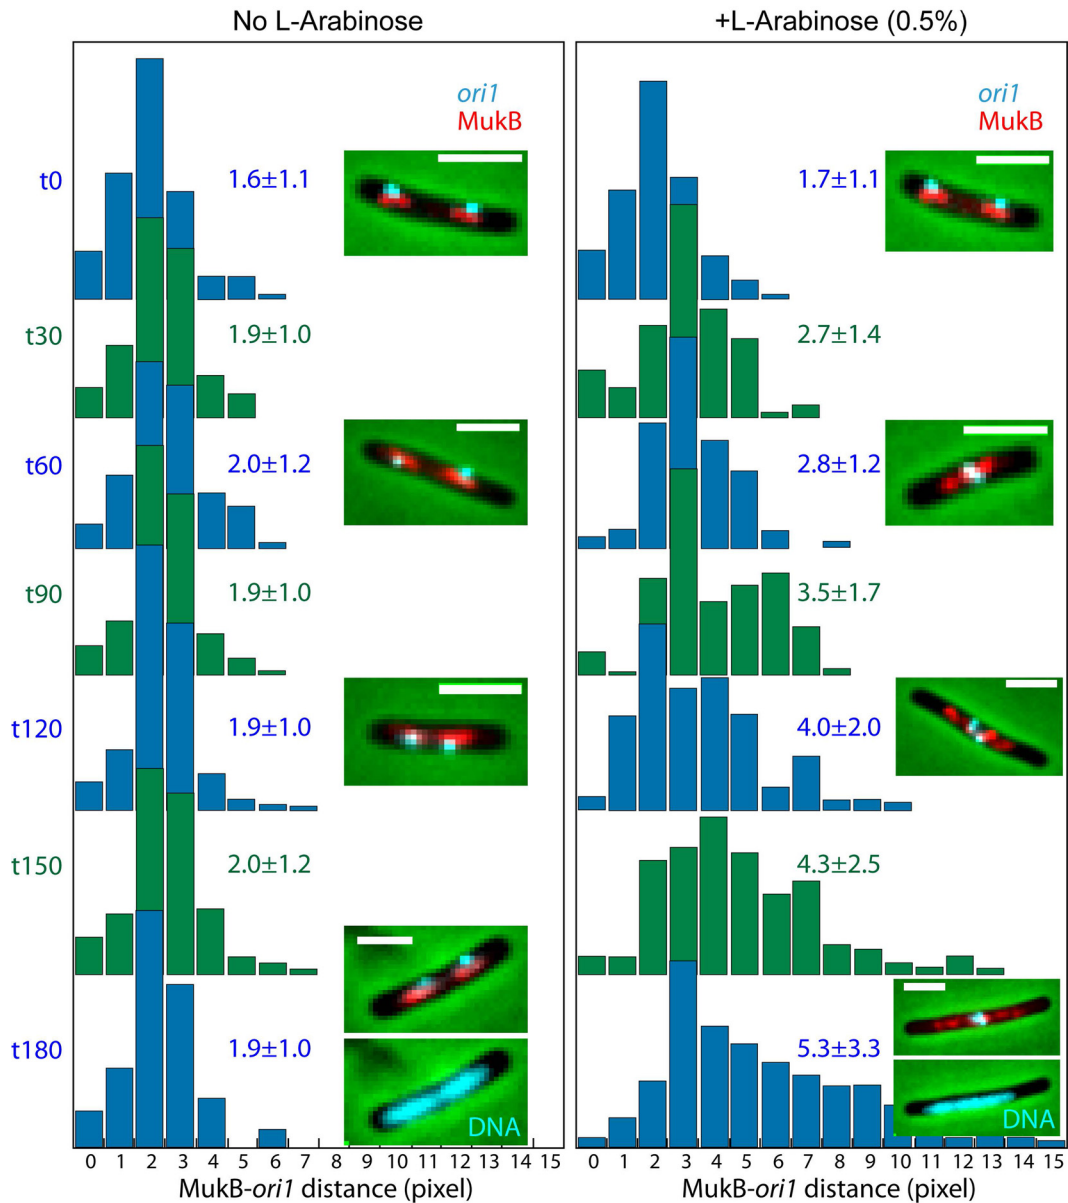 No L-Arabinose
+L-Arabinose (0.5%)
ori1
MukB
ori1
MukB
t0
1.6±1.1
1.7±1.1
t30
1.9±1.0
2.7±1.4
t60
2.0±1.2
2.8±1.2
t90
1.9±1.0
3.5±1.7
t120
1.9±1.0
4.0±2.0
t150
2.0±1.2
4.3±2.5
t180
1.9±1.0
5.3±3.3
DNA
DNA
0 1 2 3 4 5 6 7 8 9 10 11 12 13 14 15
0 1 2 3 4 5 6 7 8 9 10 11 12 13 14 15
MukB-ori1 distance (pixel)
MukB-ori1 distance (pixel)